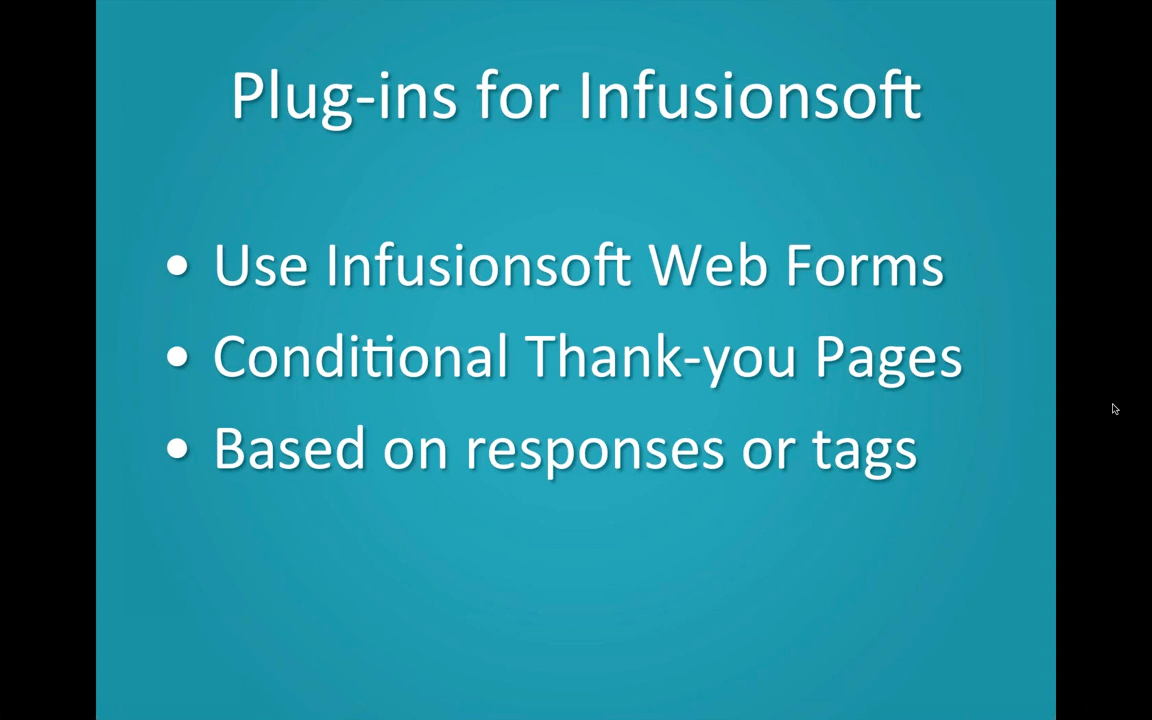 Plug-ins for Infusionsoft
• Use Infusionsoft Web Forms
• Conditional Thank-you Pages
• Based on responses or tags